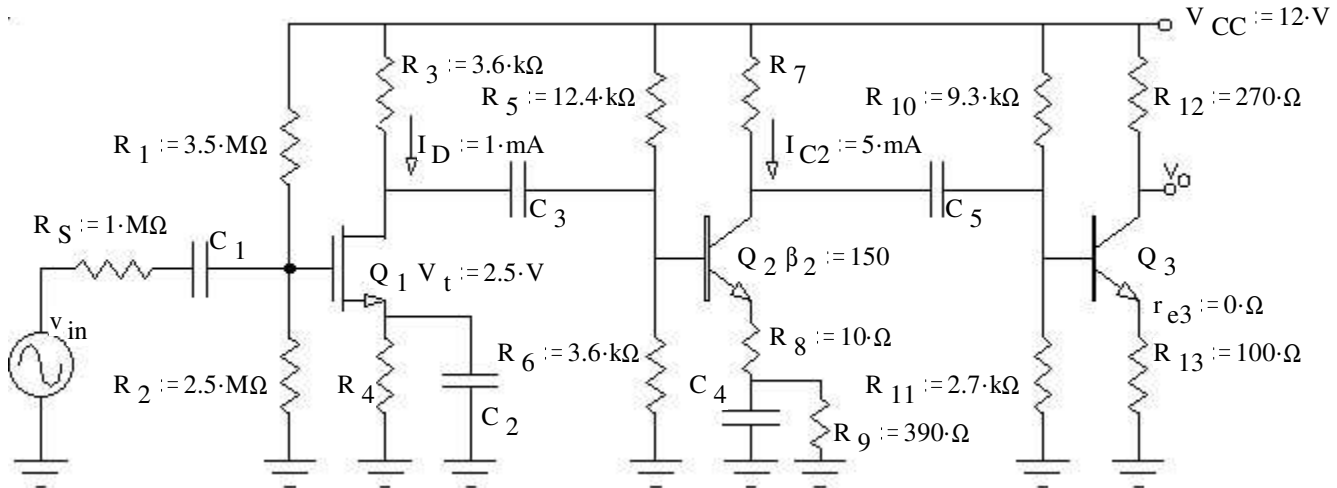 V CC := 12·V
R 3 := 3.6·kΩ
R 7
R 5 := 12.4·kΩ
R 10 := 9.3·kΩ
R 12 := 270·Ω
R 1 := 3.5·MΩ
I D := 1·mA
I C2 := 5·mA
V o
C 3
C 5
R S := 1·MΩ
C 1
Q 1 V t := 2.5·V
Q 2 β 2 := 150
Q 3
r e3 := 0·Ω
v in
R 8 := 10·Ω
R 13 := 100·Ω
R 6 := 3.6·kΩ
R 2 := 2.5·MΩ
R 4
C 4
R 11 := 2.7·kΩ
C 2
R 9 := 390·Ω